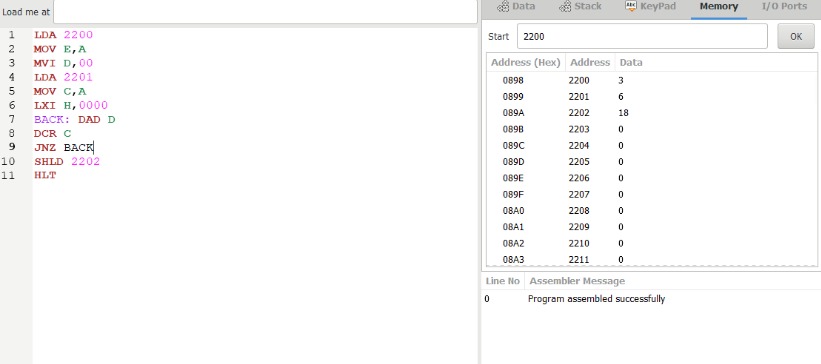 Load me at
1 LDA 2200
2 MOV E,A
3 MVI D,00
4 LDA 2201
5 MOV C,A
6 LXI H,0000
7 BACK: DAD D
8 DCR C
9 JNZ BACK
10 SHLD 2202
11 HLT
Data Stack Abc KeyPad Memory I/O Ports
Start 2200 OK
Address (Hex) Address Data
0898 2200 3
0899 2201 6
089A 2202 18
089B 2203 0
089C 2204 0
089D 2205 0
089E 2206 0
089F 2207 0
08A0 2208 0
08A1 2209 0
08A2 2210 0
08A3 2211 0
Line No Assembler Message
0 Program assembled successfully